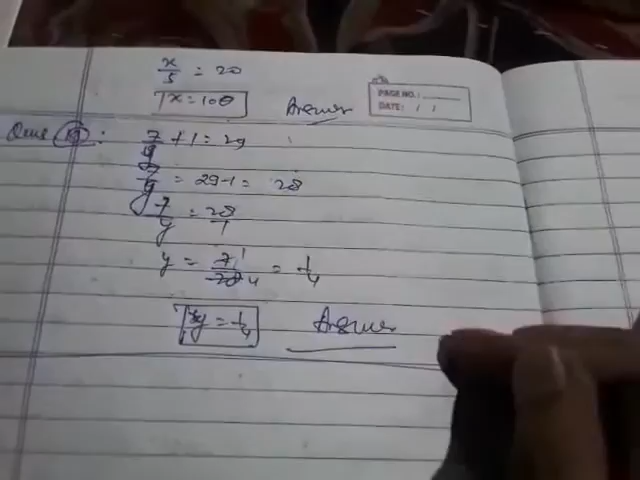 x/5 = 20
x = 100
Answer
PAGE NO.:
DATE: / /
Que 19 : 7/y + 1 = 29
7/y = 29-1 = 28
7/y = 28/1
y = 7/28 = 1/4
y = 1/4 Answer